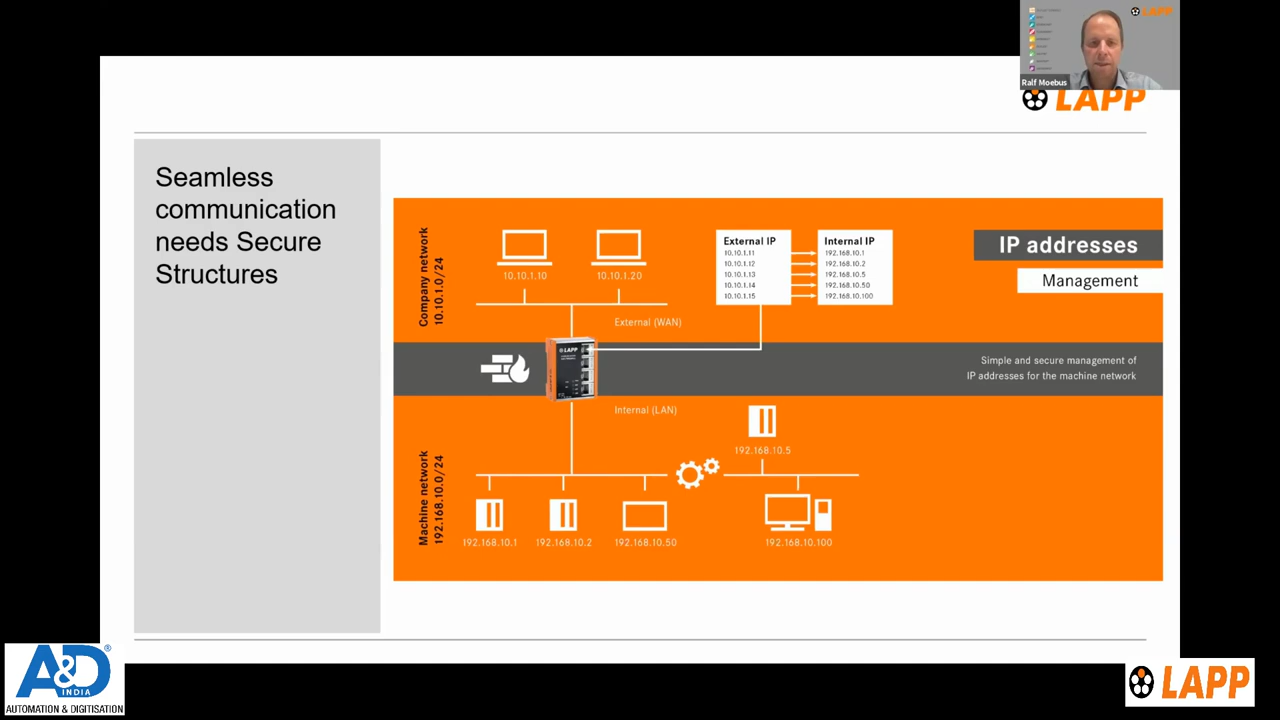 LAPP
Ralf Moebus
LAPP
Seamless
communication
needs Secure
Structures
Company network
10.10.1.0/24
10.10.1.10
10.10.1.20
External IP
10.10.1.11
10.10.1.12
10.10.1.13
10.10.1.14
10.10.1.15
Internal IP
192.168.10.1
192.168.10.2
192.168.10.5
192.168.10.50
192.168.10.100
IP addresses
Management
External (WAN)
LAPP
Simple and secure management of
IP addresses for the machine network
Internal (LAN)
192.168.10.5
Machine network
192.168.10.0/24
192.168.10.1
192.168.10.2
192.168.10.50
192.168.10.100
A&D
INDIA
AUTOMATION & DIGITISATION
LAPP